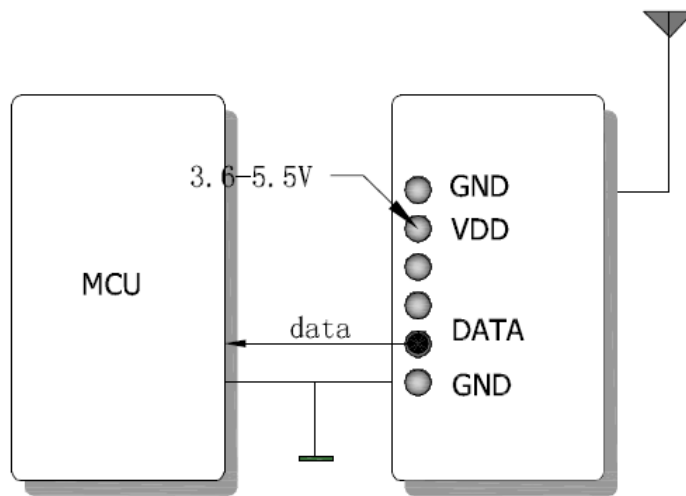 3.6-5.5V
GND
VDD
MCU
data
DATA
GND